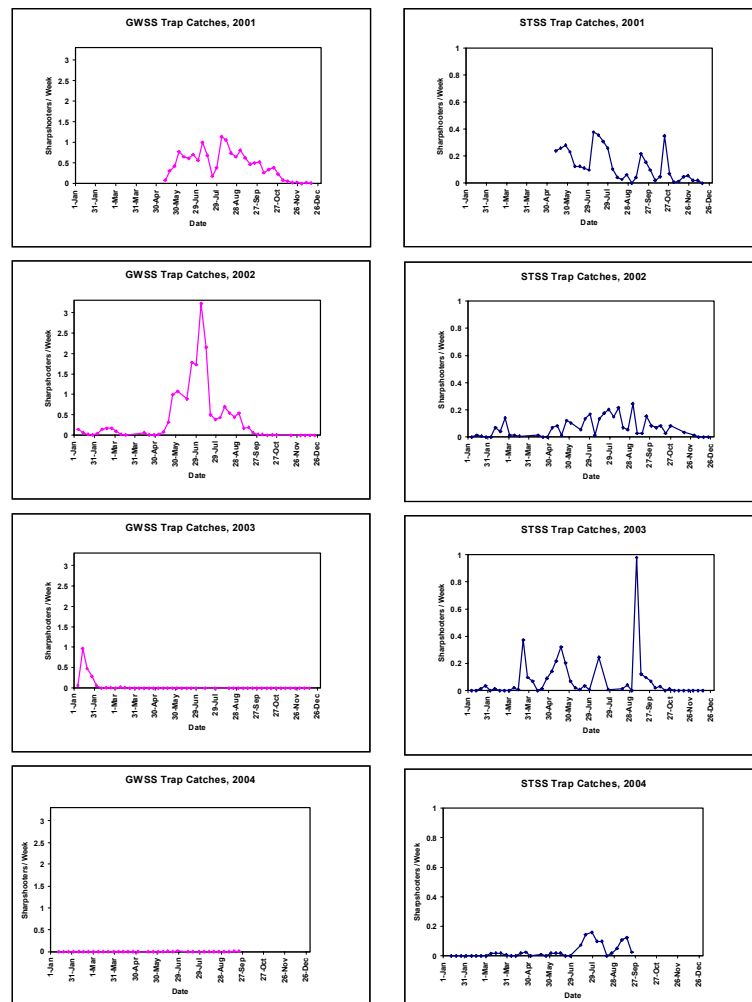 GWSS Trap Catches, 2001
Sharpshooters / Week
3
2.5
2
1.5
1
0.5
0
1-Jan
31-Jan
1-Mar
31-Mar
30-Apr
30-May
29-Jun
29-Jul
28-Aug
27-Sep
27-Oct
26-Nov
26-Dec
Date
STSS Trap Catches, 2001
Sharpshooters / Week
1
0.8
0.6
0.4
0.2
0
1-Jan
31-Jan
1-Mar
31-Mar
30-Apr
30-May
29-Jun
29-Jul
28-Aug
27-Sep
27-Oct
26-Nov
26-Dec
Date
GWSS Trap Catches, 2002
Sharpshooters / Week
3
2.5
2
1.5
1
0.5
0
1-Jan
31-Jan
1-Mar
31-Mar
30-Apr
30-May
29-Jun
29-Jul
28-Aug
27-Sep
27-Oct
26-Nov
26-Dec
Date
STSS Trap Catches, 2002
Sharpshooters / Week
1
0.8
0.6
0.4
0.2
0
1-Jan
31-Jan
1-Mar
31-Mar
30-Apr
30-May
29-Jun
29-Jul
28-Aug
27-Sep
27-Oct
26-Nov
26-Dec
Date
GWSS Trap Catches, 2003
Sharpshooters / Week
3
2.5
2
1.5
1
0.5
0
1-Jan
31-Jan
1-Mar
31-Mar
30-Apr
30-May
29-Jun
29-Jul
28-Aug
27-Sep
27-Oct
26-Nov
26-Dec
Date
STSS Trap Catches, 2003
Sharpshooters / Week
1
0.8
0.6
0.4
0.2
0
1-Jan
31-Jan
1-Mar
31-Mar
30-Apr
30-May
29-Jun
29-Jul
28-Aug
27-Sep
27-Oct
26-Nov
26-Dec
Date
GWSS Trap Catches, 2004
Sharpshooters / Week
3
2.5
2
1.5
1
0.5
0
1-Jan
31-Jan
1-Mar
31-Mar
30-Apr
30-May
29-Jun
29-Jul
28-Aug
27-Sep
27-Oct
26-Nov
26-Dec
Date
STSS Trap Catches, 2004
Sharpshooters / Week
1
0.8
0.6
0.4
0.2
0
1-Jan
31-Jan
1-Mar
31-Mar
30-Apr
30-May
29-Jun
29-Jul
28-Aug
27-Sep
27-Oct
26-Nov
26-Dec
Date